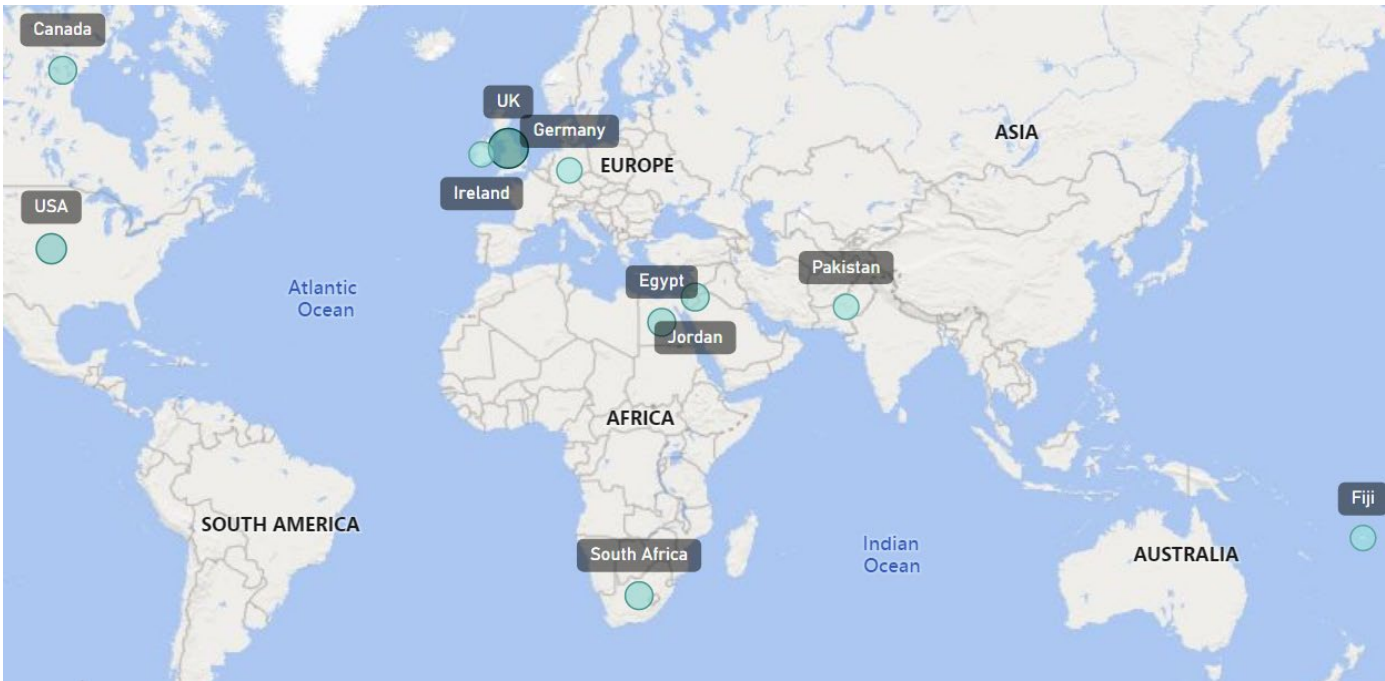 Canada
UK
Germany
ASIA
EUROPE
Ireland
USA
Pakistan
Egypt
Atlantic
Ocean
Jordan
AFRICA
Fiji
SOUTH AMERICA
South Africa
Indian
Ocean
AUSTRALIA